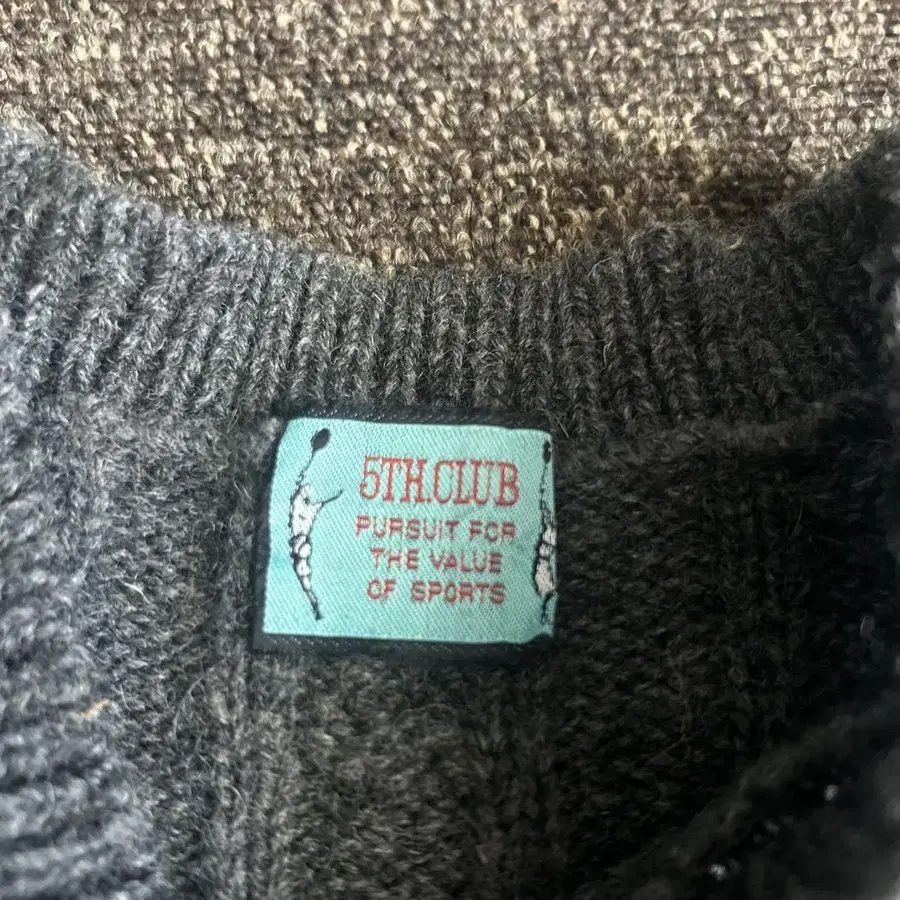 5TH.CLUB
PURSUIT FOR
THE VALUE
OF SPORTS